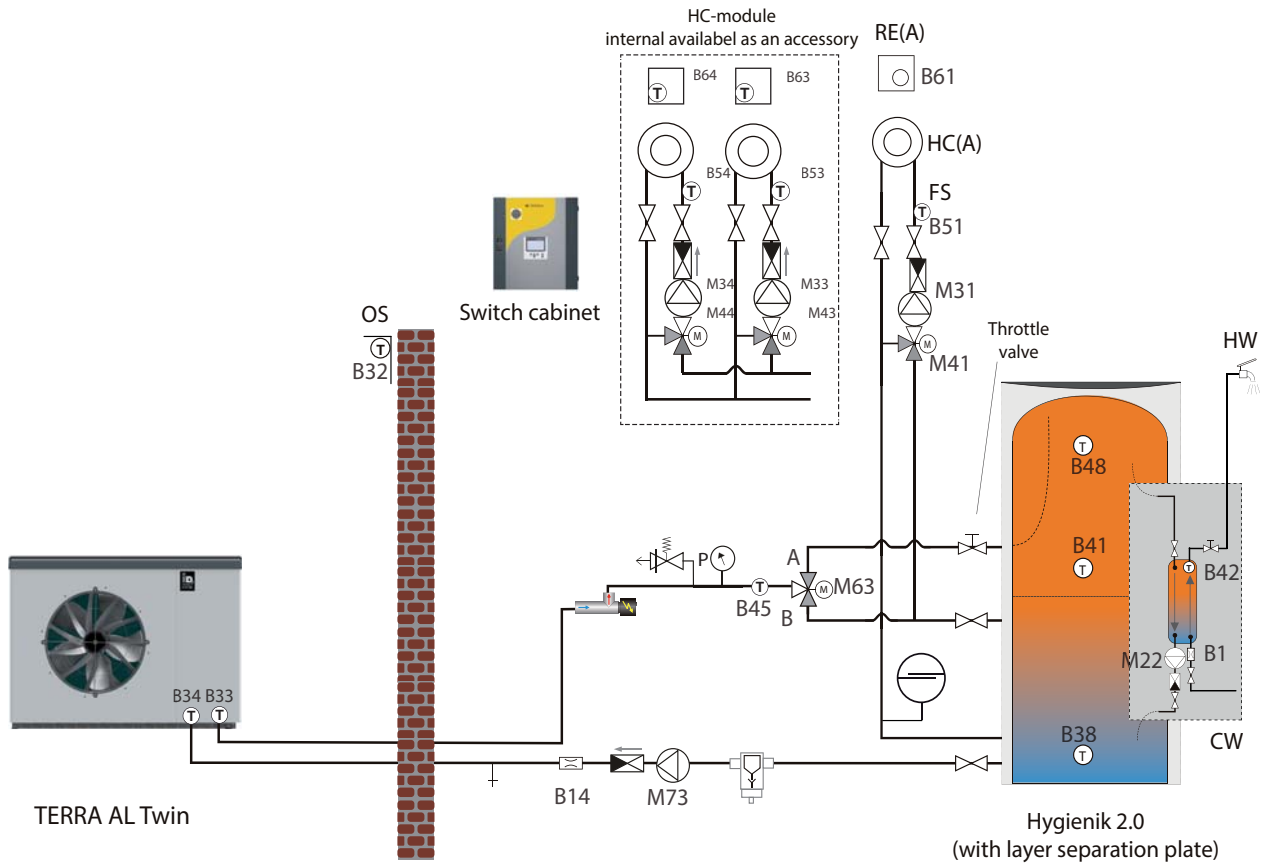 HC-module
internal availabel as an accessory
RE(A)
B64
B63
B61
T
T
HC(A)
B54
B53
T
T
FS
T
B51
M34
M33
M31
M44
M43
M
M
M
M41
Switch cabinet
OS
T
B32
Throttle
valve
HW
T
B48
A
P
T
B45
M
M63
B
T
B41
T
B42
M22
B1
B34
B33
T
T
B38
T
CW
B14
M73
TERRA AL Twin
Hygienik 2.0
(with layer separation plate)